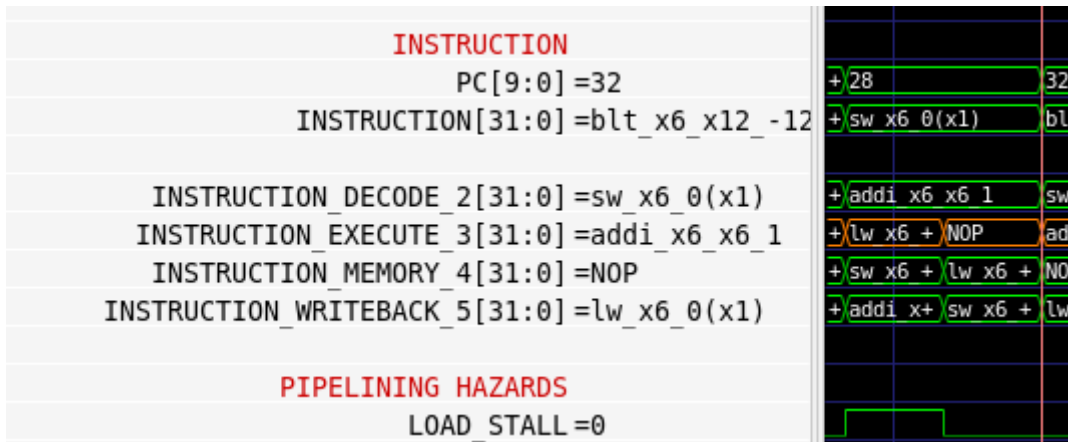 INSTRUCTION
PC[9:0] =32 + 28 32
INSTRUCTION[31:0] =blt_x6_x12_-12 + sw_x6_0(x1) bl
INSTRUCTION_DECODE_2[31:0] =sw_x6_0(x1) + addi_x6_x6_1 sw
INSTRUCTION_EXECUTE_3[31:0] =addi_x6_x6_1 + lw_x6_+ NOP ad
INSTRUCTION_MEMORY_4[31:0] =NOP + sw_x6_+ lw_x6_+ NO
INSTRUCTION_WRITEBACK_5[31:0] =lw_x6_0(x1) + addi_x+ sw_x6_+ lw
PIPELINING HAZARDS
LOAD_STALL =0